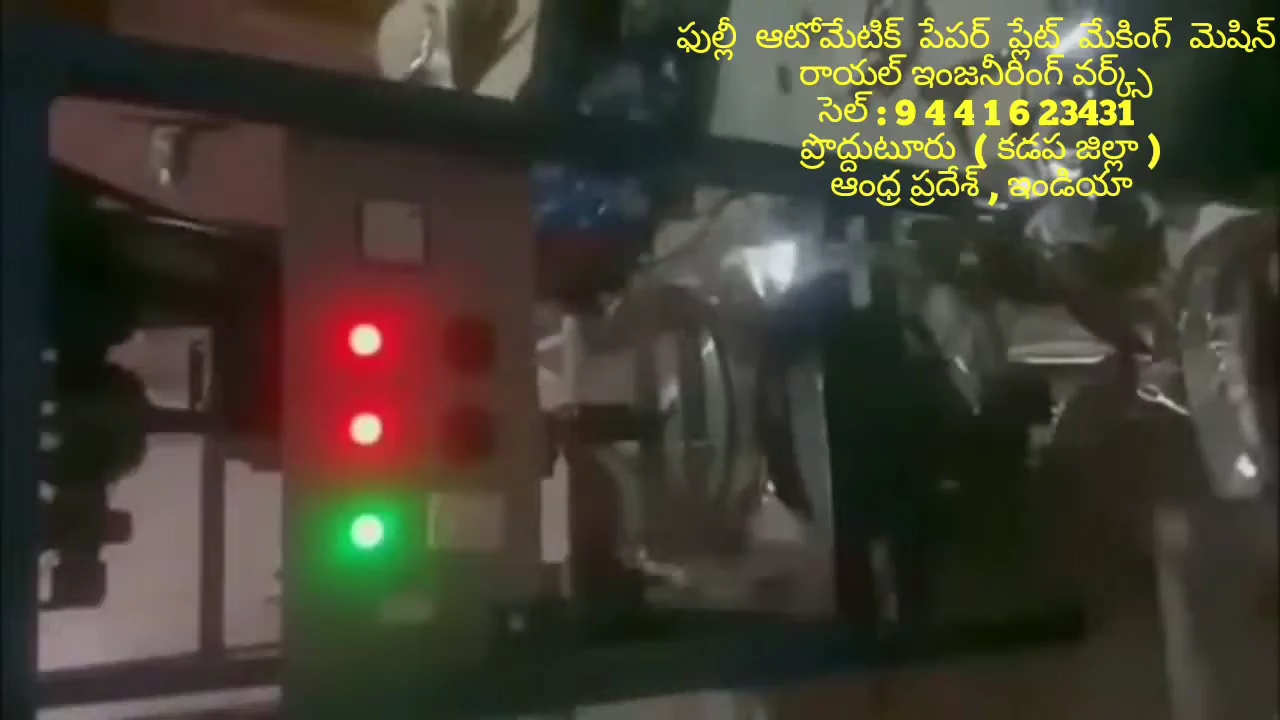 ఫుల్లీ ఆటోమేటిక్ పేపర్ ప్లేట్ మేకింగ్ మెషిన్
రాయల్ ఇంజనీరింగ్ వర్క్స్
సెల్ : 9 4 4 1 6 23431
ప్రొద్దుటూరు ( కడప జిల్లా )
ఆంధ్ర ప్రదేశ్ , ఇండియా